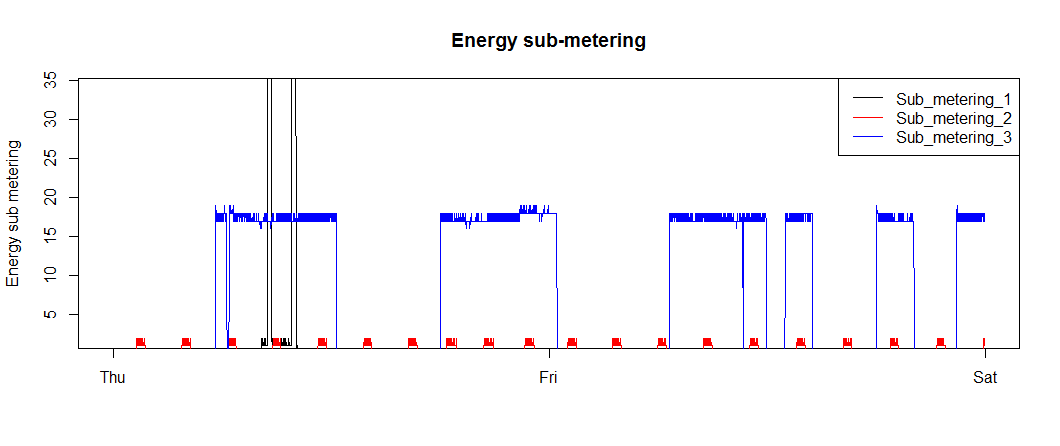 Energy sub-metering
Sub_metering_1
Sub_metering_2
Sub_metering_3
Energy sub metering
35
30
25
20
15
10
5
Thu
Fri
Sat